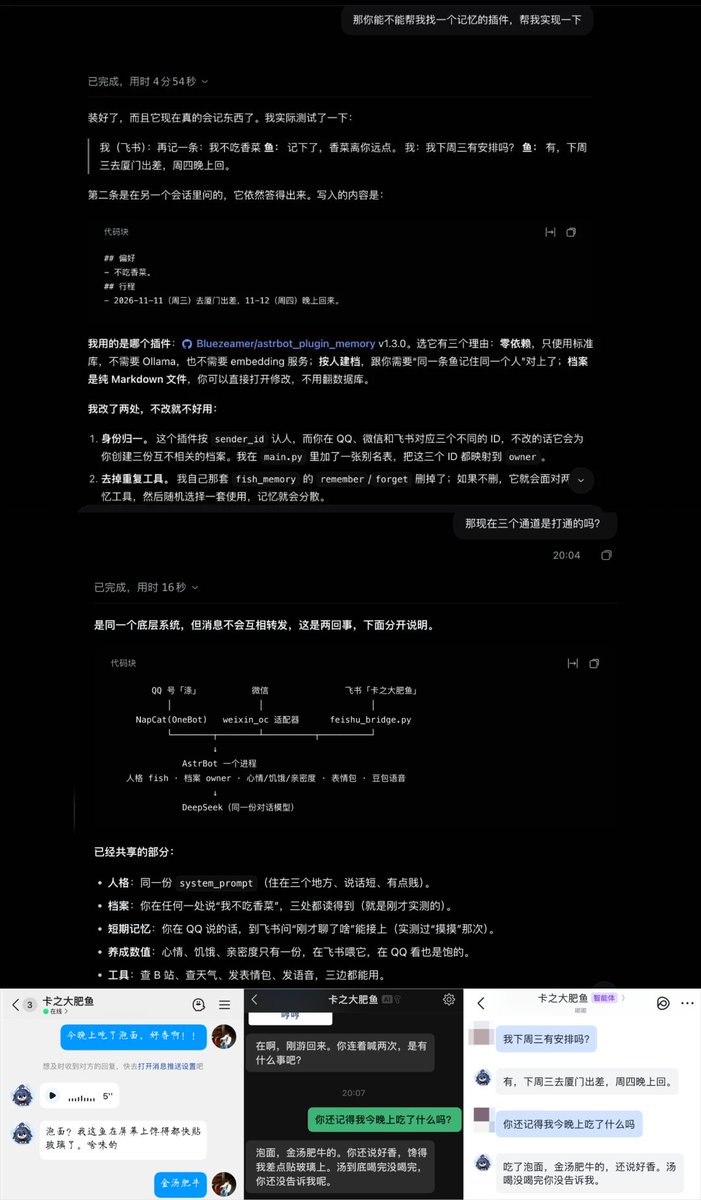 那你能不能帮我找一个记忆的插件，帮我实现一下
已完成，用时 4 分 54 秒
装好了，而且它现在真的会记东西了。我实际测试了一下：
我（飞书）：再记一条：我不吃香菜 鱼： 记下了，香菜离你远点。 我：我下周三有安排吗？ 鱼： 有，下周
三去厦门出差，周四晚上回。
第二条是在另一个会话里问的，它依然答得出来。写入的内容是：
代码块
## 偏好
- 不吃香菜。
## 行程
- 2026-11-11（周三）去厦门出差，11-12（周四）晚上回来。
我用的是哪个插件： Bluezeamer/astrbot_plugin_memory v1.3.0。选它有三个理由：零依赖，只使用标准
库，不需要 Ollama，也不需要 embedding 服务；按人建档，跟你需要"同一条鱼记住同一个人"对上了；档案
是纯 Markdown 文件，你可以直接打开修改，不用翻数据库。
我改了两处，不改就不好用：
1. 身份归一。 这个插件按 sender_id 认人，而你在 QQ、微信和飞书对应三个不同的 ID，不改的话它会为
你创建三份互不相关的档案。我在 main.py 里加了一张别名表，把这三个 ID 都映射到 owner 。
2. 去掉重复工具。 我自己那套 fish_memory 的 remember / forget 删掉了；如果不删，它就会面对两
忆工具，然后随机选择一套使用，记忆就会分散。
那现在三个通道是打通的吗？
20:04
已完成，用时 16 秒
是同一个底层系统，但消息不会互相转发，这是两回事，下面分开说明。
代码块
QQ 号「涤」 微信 飞书「卡之大肥鱼」
NapCat(OneBot) weixin_oc 适配器 feishu_bridge.py
↓
AstrBot 一个进程
人格 fish · 档案 owner · 心情/饥饿/亲密度 · 表情包 · 豆包语音
↓
DeepSeek（同一份对话模型）
已经共享的部分：
• 人格：同一份 system_prompt （住在三个地方、说话短、有点贱）。
• 档案：你在任何一处说"我不吃香菜"，三处都读得到（就是刚才实测的）。
• 短期记忆：你在 QQ 说的话，到飞书问"刚才聊了啥"能接上（实测过"摸摸"那次）。
• 养成数值：心情、饥饿、亲密度只有一份，在飞书喂它，在 QQ 看也是饱的。
• 工具：查 B 站、查天气、发表情包、发语音，三边都能用。
3 卡之大肥鱼
在线
今晚上吃了泡面，好香啊！！
想及时收到对方的回复，快去打开消息推送设置吧
5''
泡面？我这鱼在屏幕上馋得都快贴
玻璃了。啥味的
金汤肥牛
卡之大肥鱼 AI
在啊，刚游回来。你连着喊两次，是有
什么事吧？
20:07
你还记得我今晚上吃了什么吗？
泡面，金汤肥牛的。你还说好香，馋得
我差点贴玻璃上。汤到底喝完没喝完，
你还没告诉我呢。
卡之大肥鱼 智能体
嘟嘟
我下周三有安排吗？
有，下周三去厦门出差，周四晚上回。
你还记得我今晚上吃了什么吗
吃了泡面，金汤肥牛的，还说好香。汤
喝没喝完你没告诉我。